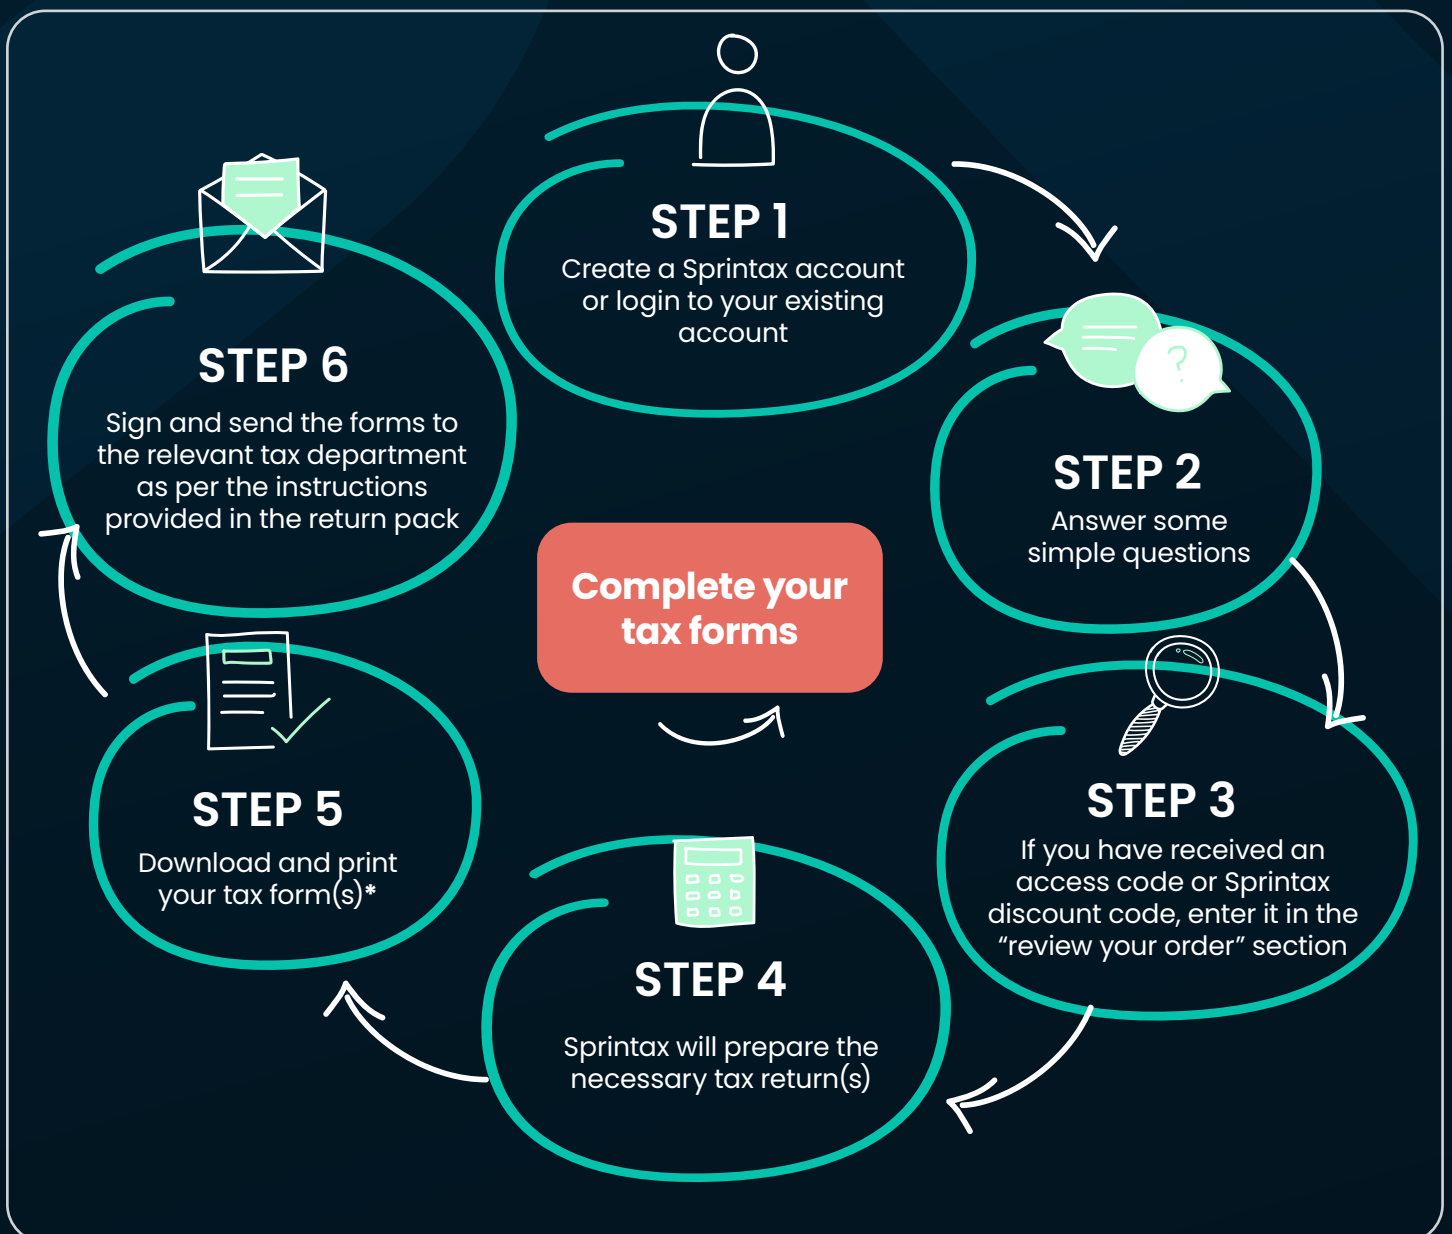 STEP 1
Create a Sprintax account
or login to your existing
account
STEP 2
Answer some
simple questions
STEP 3
If you have received an
access code or Sprintax
discount code, enter it in the
“review your order” section
STEP 4
Sprintax will prepare the
necessary tax return(s)
STEP 5
Download and print
your tax form(s)*
STEP 6
Sign and send the forms to
the relevant tax department
as per the instructions
provided in the return pack
Complete your
tax forms
?